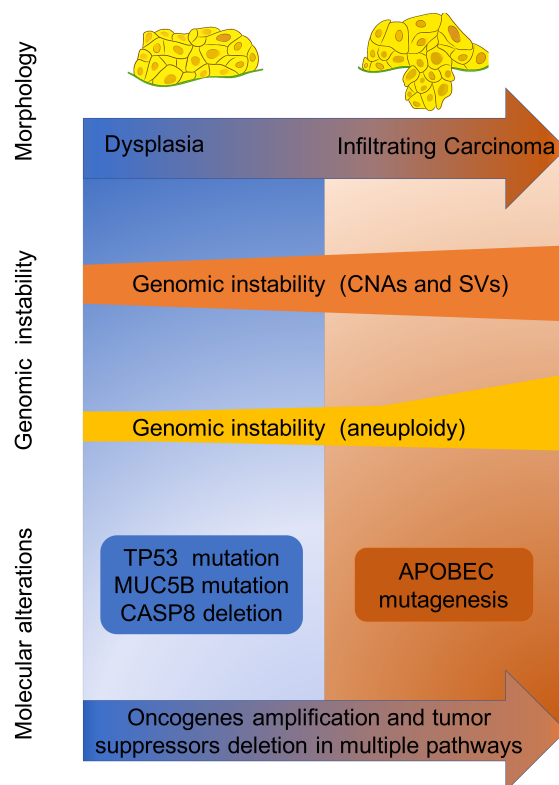 Morphology
Dysplasia
Infiltrating Carcinoma
Genomic instability
Genomic instability (CNAs and SVs)
Genomic instability (aneuploidy)
Molecular alterations
TP53 mutation
MUC5B mutation
CASP8 deletion
APOBEC
mutagenesis
Oncogenes amplification and tumor
suppressors deletion in multiple pathways